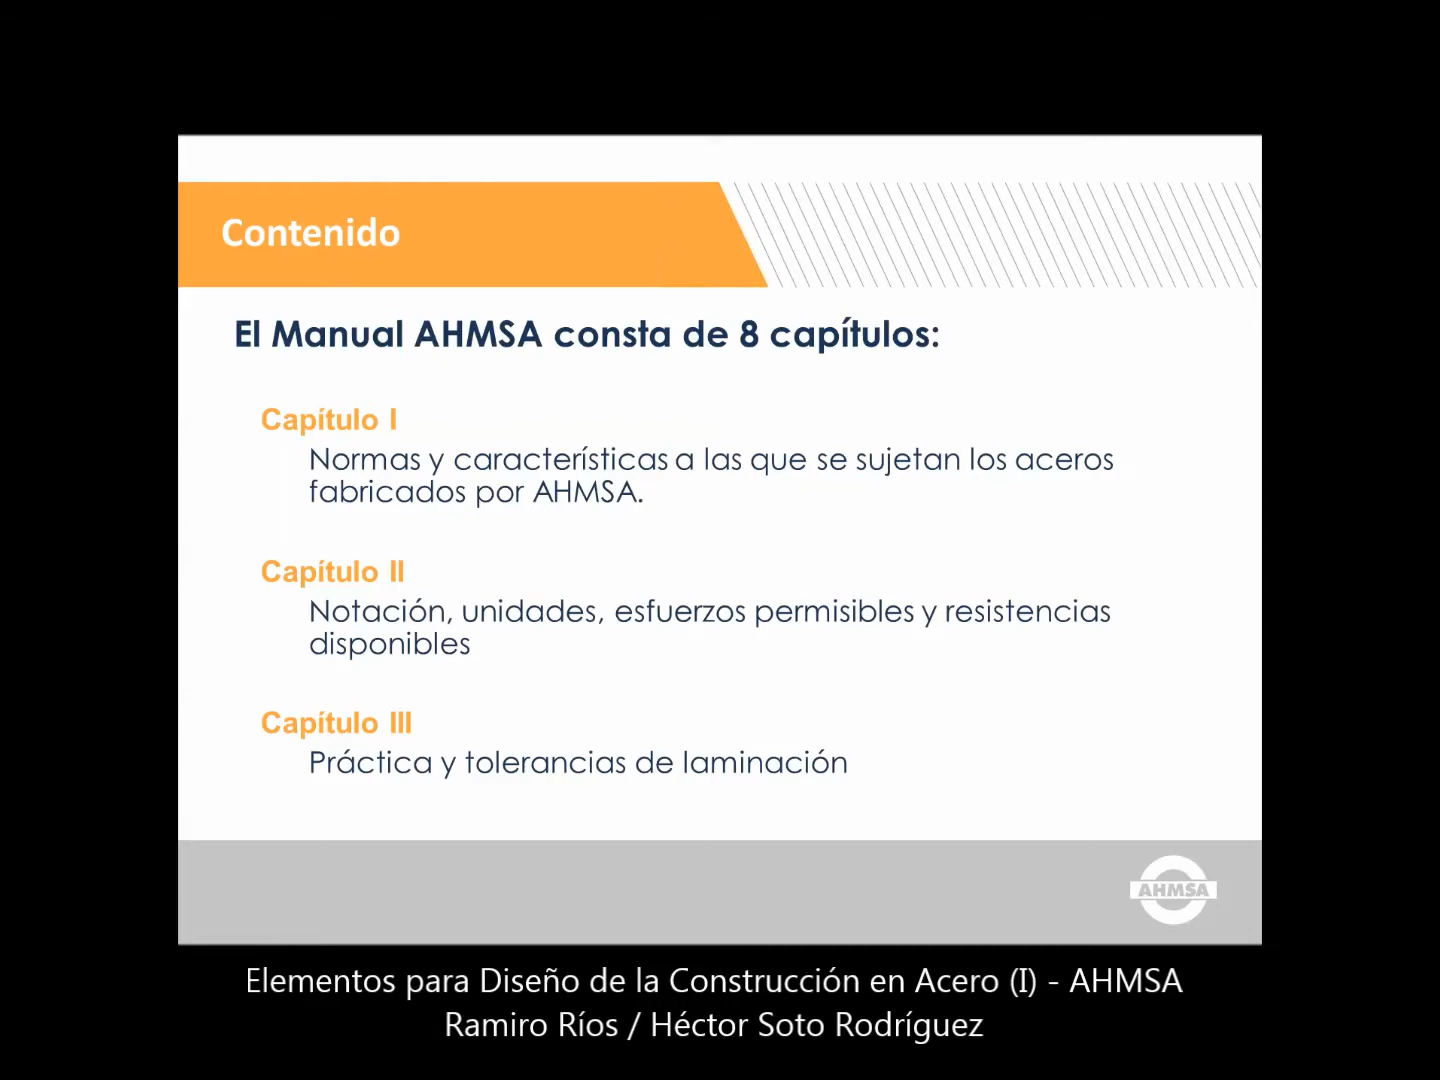 Contenido
El Manual AHMSA consta de 8 capítulos:
Capítulo I
Normas y características a las que se sujetan los aceros
fabricados por AHMSA.
Capítulo II
Notación, unidades, esfuerzos permisibles y resistencias
disponibles
Capítulo III
Práctica y tolerancias de laminación
AHMSA
Elementos para Diseño de la Construcción en Acero (I) - AHMSA
Ramiro Ríos / Héctor Soto Rodríguez